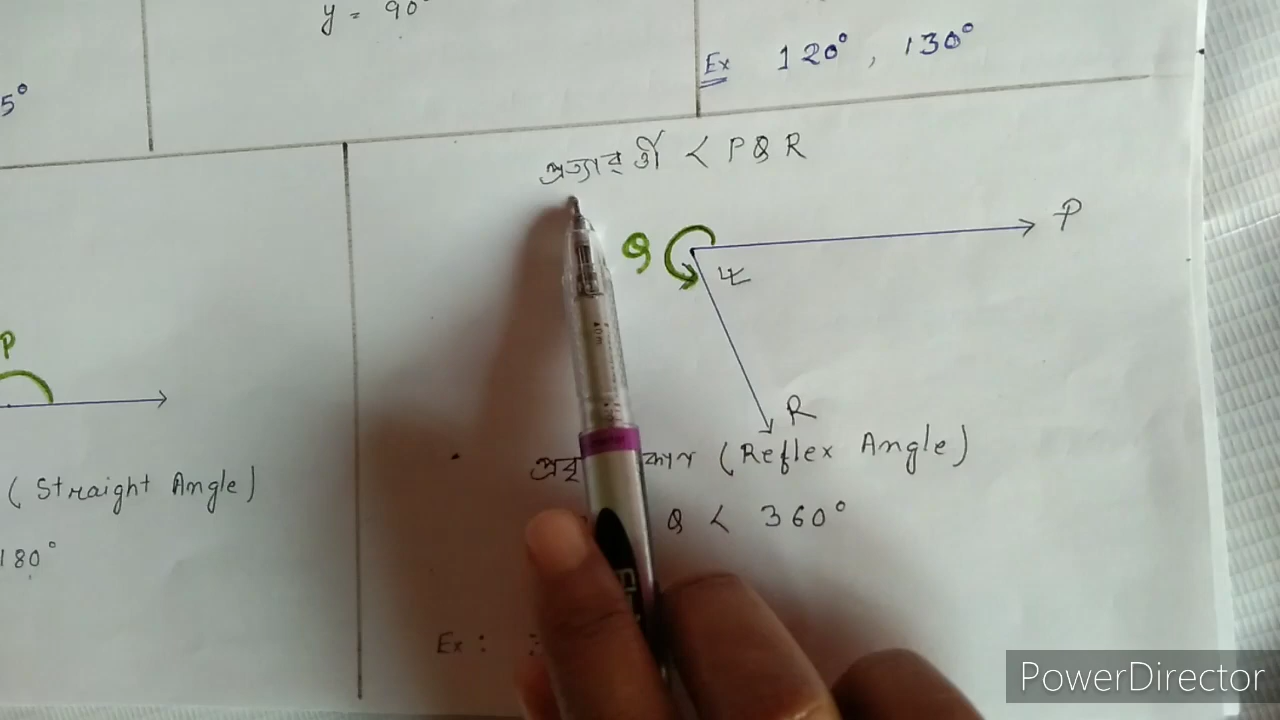 y = 90°
5°
Ex 120°, 130°
প্রত্যাবর্তী < PQR
Q
P
R
P
(Straight Angle)
180°
কোণ (Reflex Angle)
Q < 360°
Ex :
PowerDirector